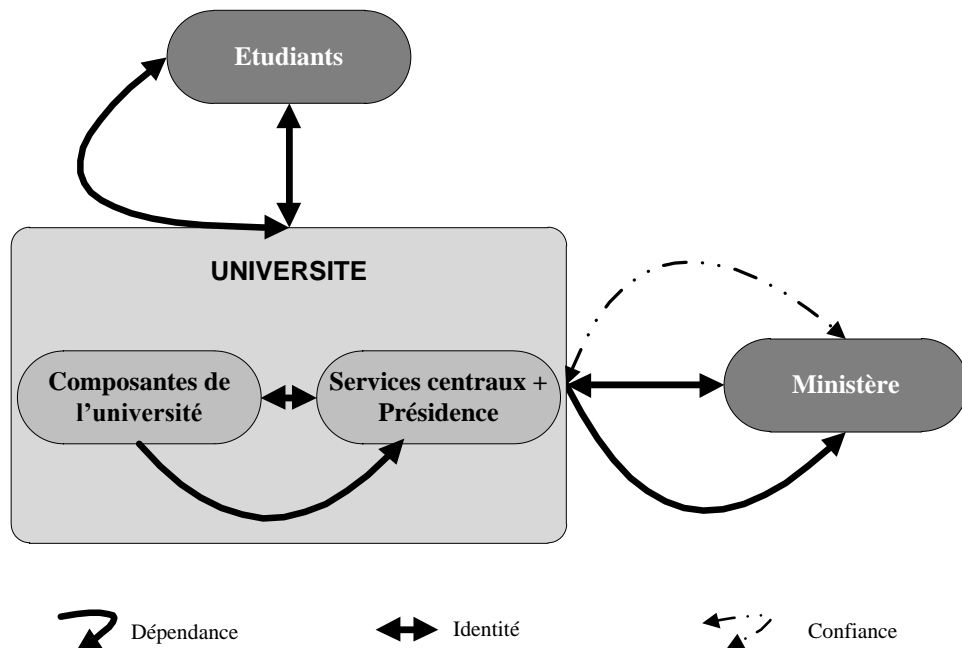 Etudiants
UNIVERSITE
Composantes de
l’université
Services centraux +
Présidence
Ministère
Dépendance
Identité
Confiance